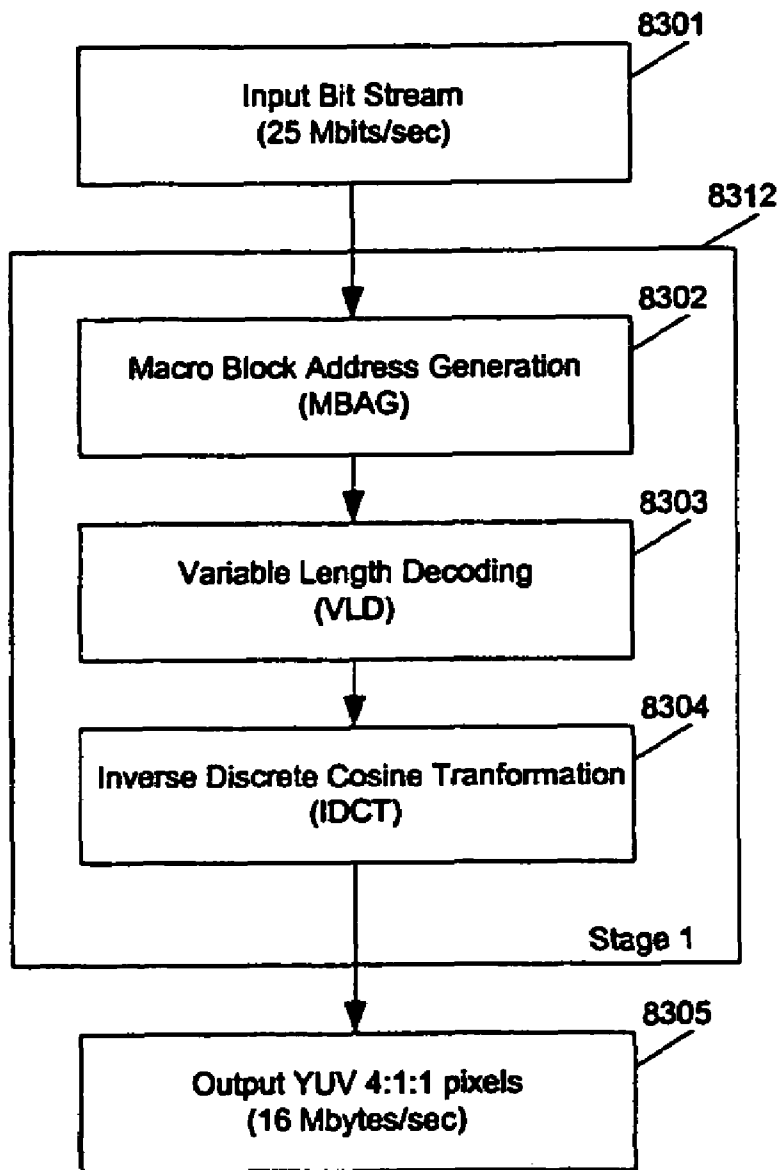 8301
Input Bit Stream
(25 Mbits/sec)
8312
8302
Macro Block Address Generation
(MBAG)
8303
Variable Length Decoding
(VLD)
8304
Inverse Discrete Cosine Tranformation
(IDCT)
Stage 1
8305
Output YUV 4:1:1 pixels
(16 Mbytes/sec)